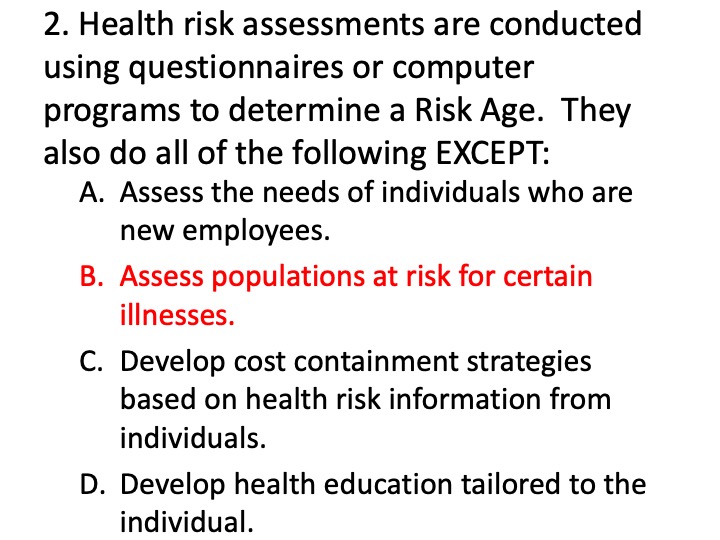 2. Health risk assessments are conducted
using questionnaires or computer
programs to determine a Risk Age.  They
also do all of the following EXCEPT:
A. Assess the needs of individuals who are
new employees.
B. Assess populations at risk for certain
illnesses.
C. Develop cost containment strategies
based on health risk information from
individuals.
D. Develop health education tailored to the
individual.